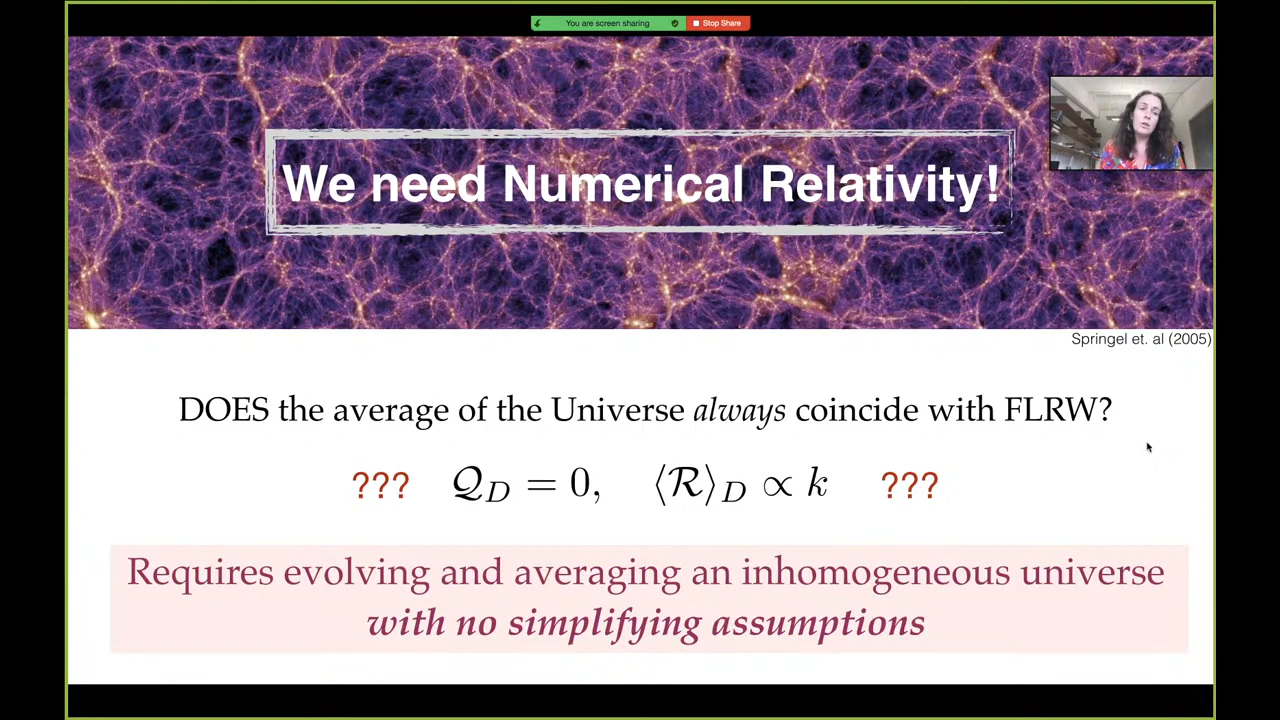 You are screen sharing
Stop Share
We need Numerical Relativity!
Springel et. al (2005)
DOES the average of the Universe always coincide with FLRW?
??? 𝒬_D = 0, ⟨ℛ⟩_D ∝ k ???
Requires evolving and averaging an inhomogeneous universe
with no simplifying assumptions